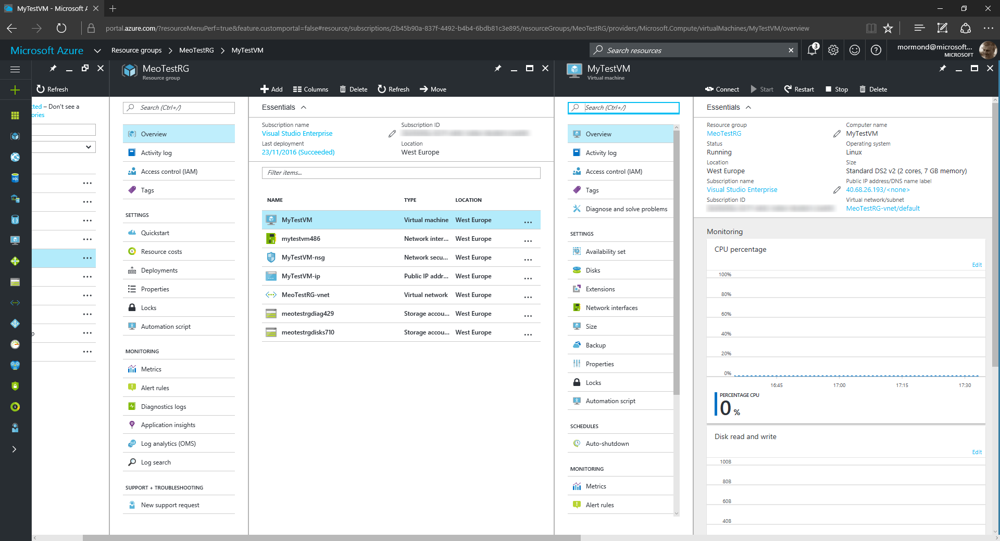 MyTestVM - Microsoft A
portal.azure.com/?resourceMenuPerf=true&feature.customportal=false#resource/subscriptions/2b45b90a-837f-4492-b4b4-6bdb81c3e895/resourceGroups/MeoTestRG/providers/Microsoft.Compute/virtualMachines/MyTestVM/overview
Microsoft Azure
Resource groups > MeoTestRG > MyTestVM
Search resources
3
mormond@microsoft...
MICROSOFT
Refresh
cted – Don't see a
ories
p
MeoTestRG
Resource group
Add
Columns
Delete
Refresh
Move
Search (Ctrl+/)
Overview
Activity log
Access control (IAM)
Tags
SETTINGS
Quickstart
Resource costs
Deployments
Properties
Locks
Automation script
MONITORING
Metrics
Alert rules
Diagnostics logs
Application insights
Log analytics (OMS)
Log search
SUPPORT + TROUBLESHOOTING
New support request
Essentials
Subscription name
Visual Studio Enterprise
Subscription ID
Last deployment
23/11/2016 (Succeeded)
Location
West Europe
Filter items...
NAME TYPE LOCATION
MyTestVM Virtual machine West Europe ...
mytestvm486 Network inter... West Europe ...
MyTestVM-nsg Network secu... West Europe ...
MyTestVM-ip Public IP addr... West Europe ...
MeoTestRG-vnet Virtual network West Europe ...
meotestrgdiag429 Storage accou... West Europe ...
meotestrgdisks710 Storage accou... West Europe ...
MyTestVM
Virtual machine
Connect
Start
Restart
Stop
Delete
Search (Ctrl+/)
Overview
Activity log
Access control (IAM)
Tags
Diagnose and solve problems
SETTINGS
Availability set
Disks
Extensions
Network interfaces
Size
Backup
Properties
Locks
Automation script
SCHEDULES
Auto-shutdown
MONITORING
Metrics
Alert rules
Essentials
Resource group
MeoTestRG
Computer name
MyTestVM
Status
Running
Operating system
Linux
Location
West Europe
Size
Standard DS2 v2 (2 cores, 7 GB memory)
Subscription name
Visual Studio Enterprise
Public IP address/DNS name label
40.68.26.193/<none>
Subscription ID
Virtual network/subnet
MeoTestRG-vnet/default
Monitoring
CPU percentage
Edit
100%
80%
60%
40%
20%
0%
16:45 17:00 17:15 17:30
PERCENTAGE CPU
0 %
Disk read and write
Edit
100B
80B
60B
40B